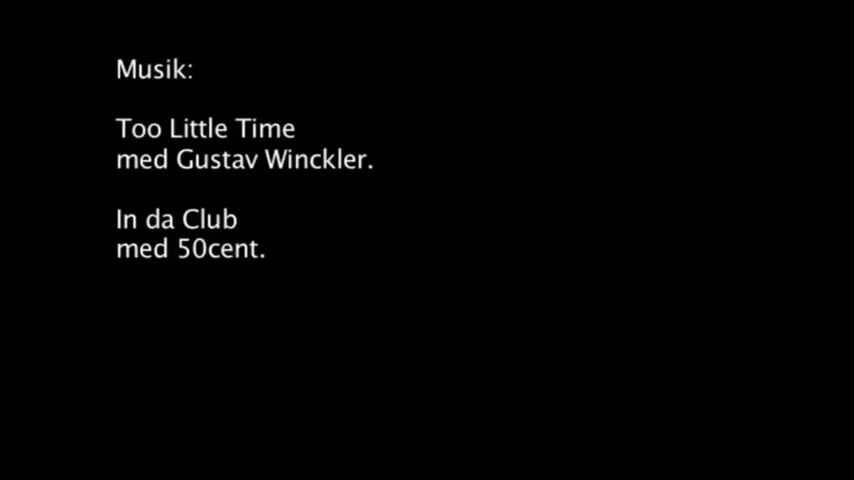 Musik:
Too Little Time
med Gustav Winckler.
In da Club
med 50cent.